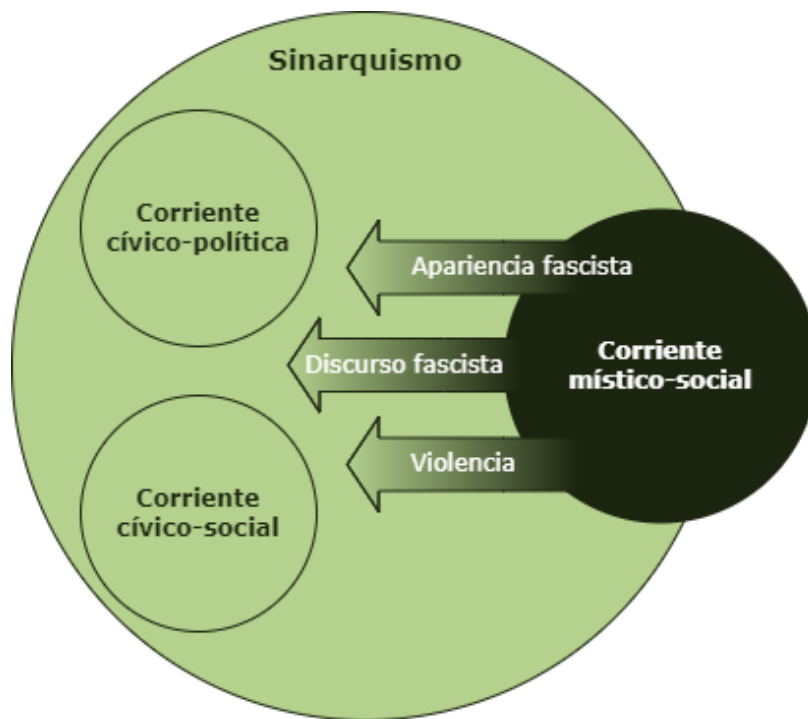 Sinarquismo
Corriente
cívico-política
Apariencia fascista
Discurso fascista
Corriente
místico-social
Violencia
Corriente
cívico-social